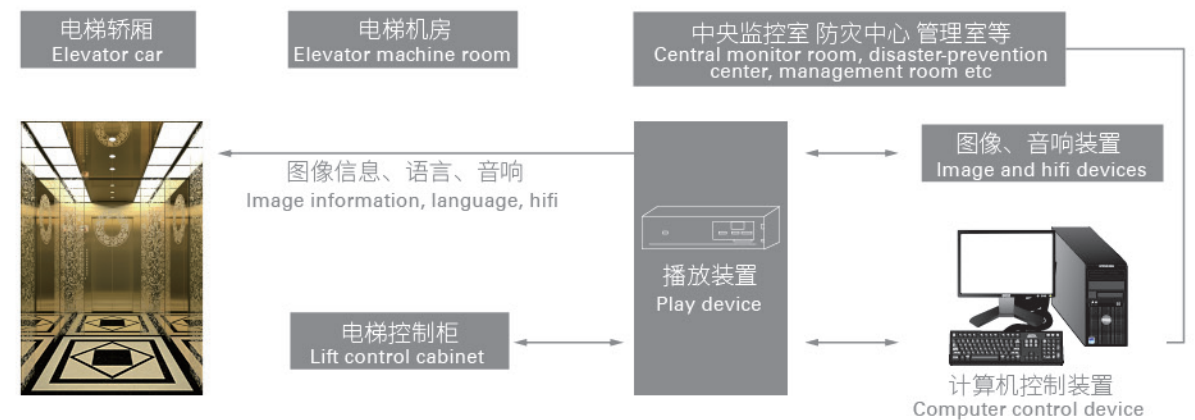 电梯轿厢
Elevator car
电梯机房
Elevator machine room
中央监控室 防灾中心 管理室等
Central monitor room, disaster-prevention
center, management room etc
图像信息、语言、音响
Image information, language, hifi
图像、音响装置
Image and hifi devices
播放装置
Play device
电梯控制柜
Lift control cabinet
计算机控制装置
Computer control device